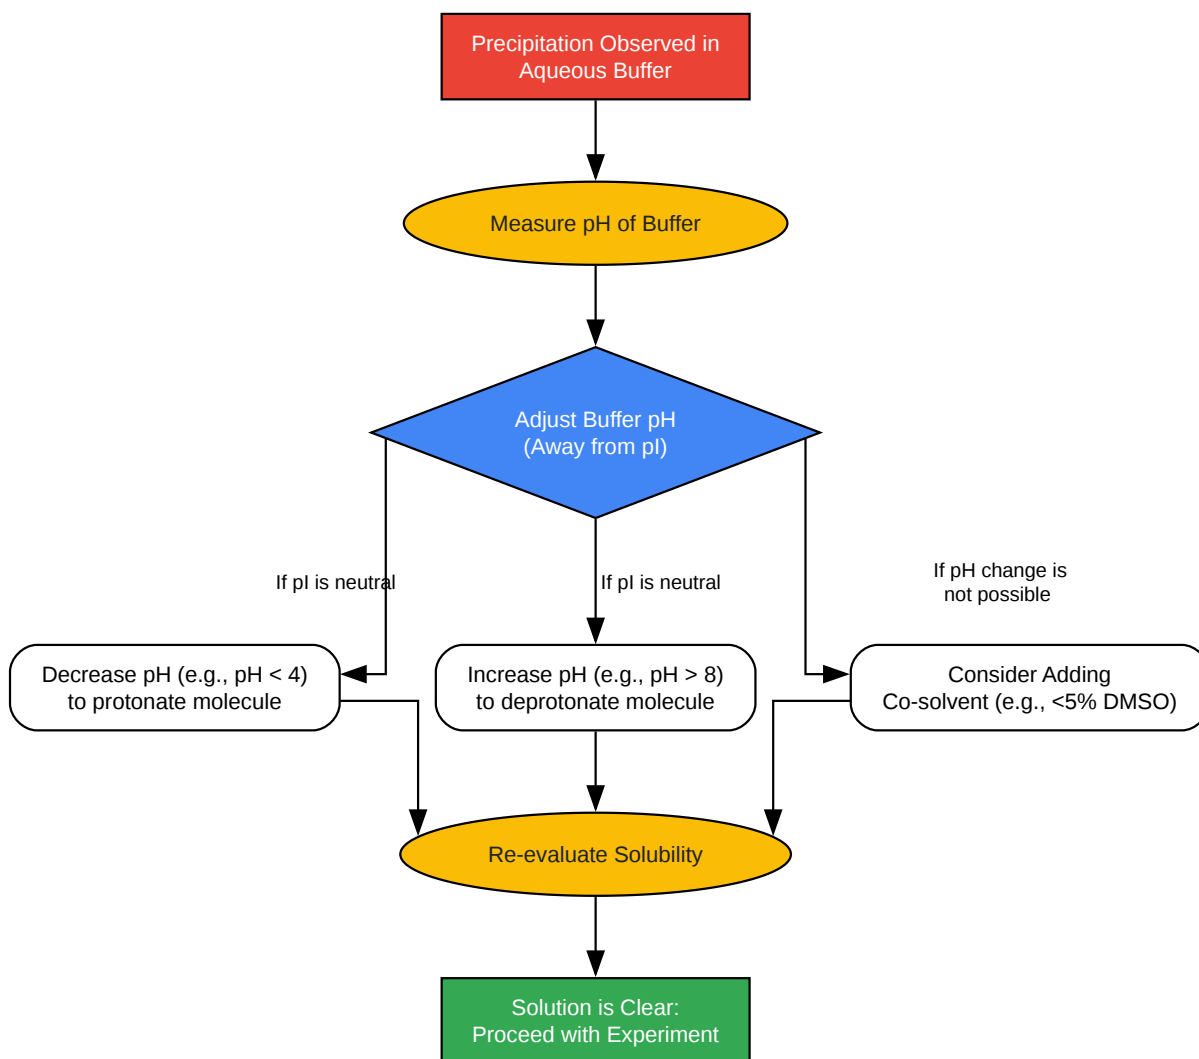 Precipitation Observed in
Aqueous Buffer
Measure pH of Buffer
Adjust Buffer pH
(Away from pI)
If pI is neutral
If pI is neutral
If pH change is
not possible
Decrease pH (e.g., pH < 4)
to protonate molecule
Increase pH (e.g., pH > 8)
to deprotonate molecule
Consider Adding
Co-solvent (e.g., <5% DMSO)
Re-evaluate Solubility
Solution is Clear:
Proceed with Experiment